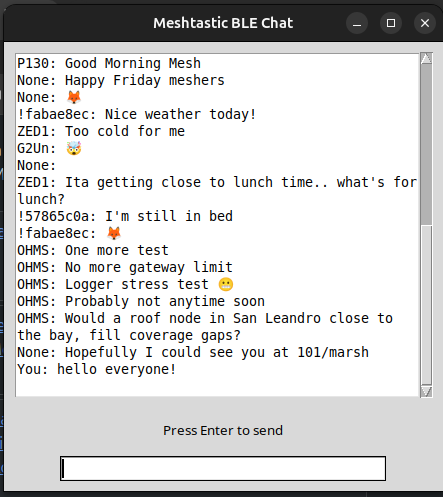 Meshtastic BLE Chat
P130: Good Morning Mesh
None: Happy Friday meshers
None: 🦊
!fabae8ec: Nice weather today!
ZED1: Too cold for me
G2Un: 🤯
None:
ZED1: Ita getting close to lunch time.. what's for
lunch?
!57865c0a: I'm still in bed
!fabae8ec: 🦊
OHMS: One more test
OHMS: No more gateway limit
OHMS: Logger stress test 😬
OHMS: Probably not anytime soon
OHMS: Would a roof node in San Leandro close to
the bay, fill coverage gaps?
None: Hopefully I could see you at 101/marsh
You: hello everyone!
Press Enter to send